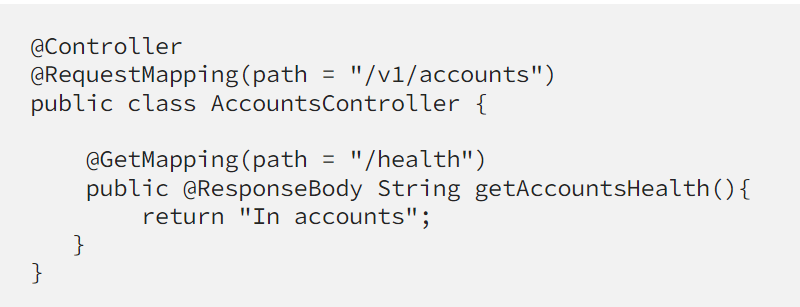 @Controller
@RequestMapping(path = "/v1/accounts")
public class AccountsController {
@GetMapping(path = "/health")
public @ResponseBody String getAccountsHealth(){
return "In accounts";
}
}